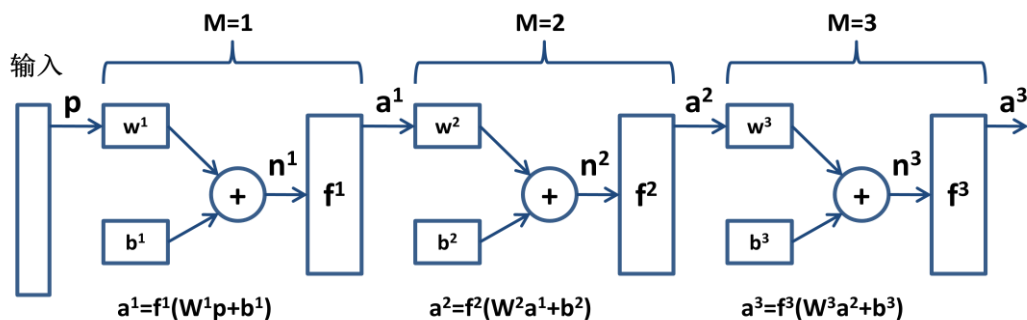 M=1 M=2 M=3
输入
p a¹ a² a³
w¹ w² w³
n¹ n² n³
+ f¹ + f² + f³
b¹ b² b³
a¹=f¹(W¹p+b¹) a²=f²(W²a¹+b²) a³=f³(W³a²+b³)